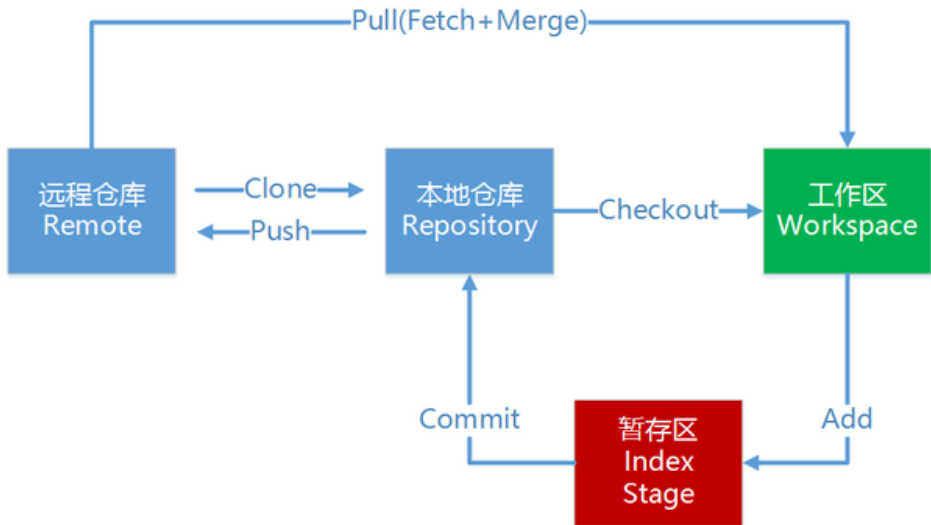 Pull(Fetch+Merge)
远程仓库
Remote
Clone
Push
本地仓库
Repository
Checkout
工作区
Workspace
Commit
暂存区
Index
Stage
Add